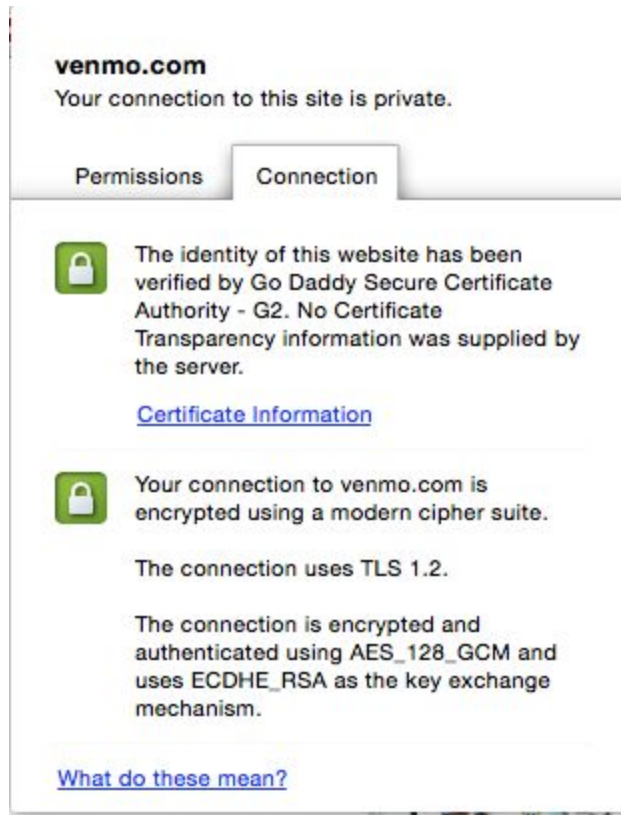 venmo.com
Your connection to this site is private.
Permissions
Connection
The identity of this website has been
verified by Go Daddy Secure Certificate
Authority - G2. No Certificate
Transparency information was supplied by
the server.
Certificate Information
Your connection to venmo.com is
encrypted using a modern cipher suite.
The connection uses TLS 1.2.
The connection is encrypted and
authenticated using AES_128_GCM and
uses ECDHE_RSA as the key exchange
mechanism.
What do these mean?